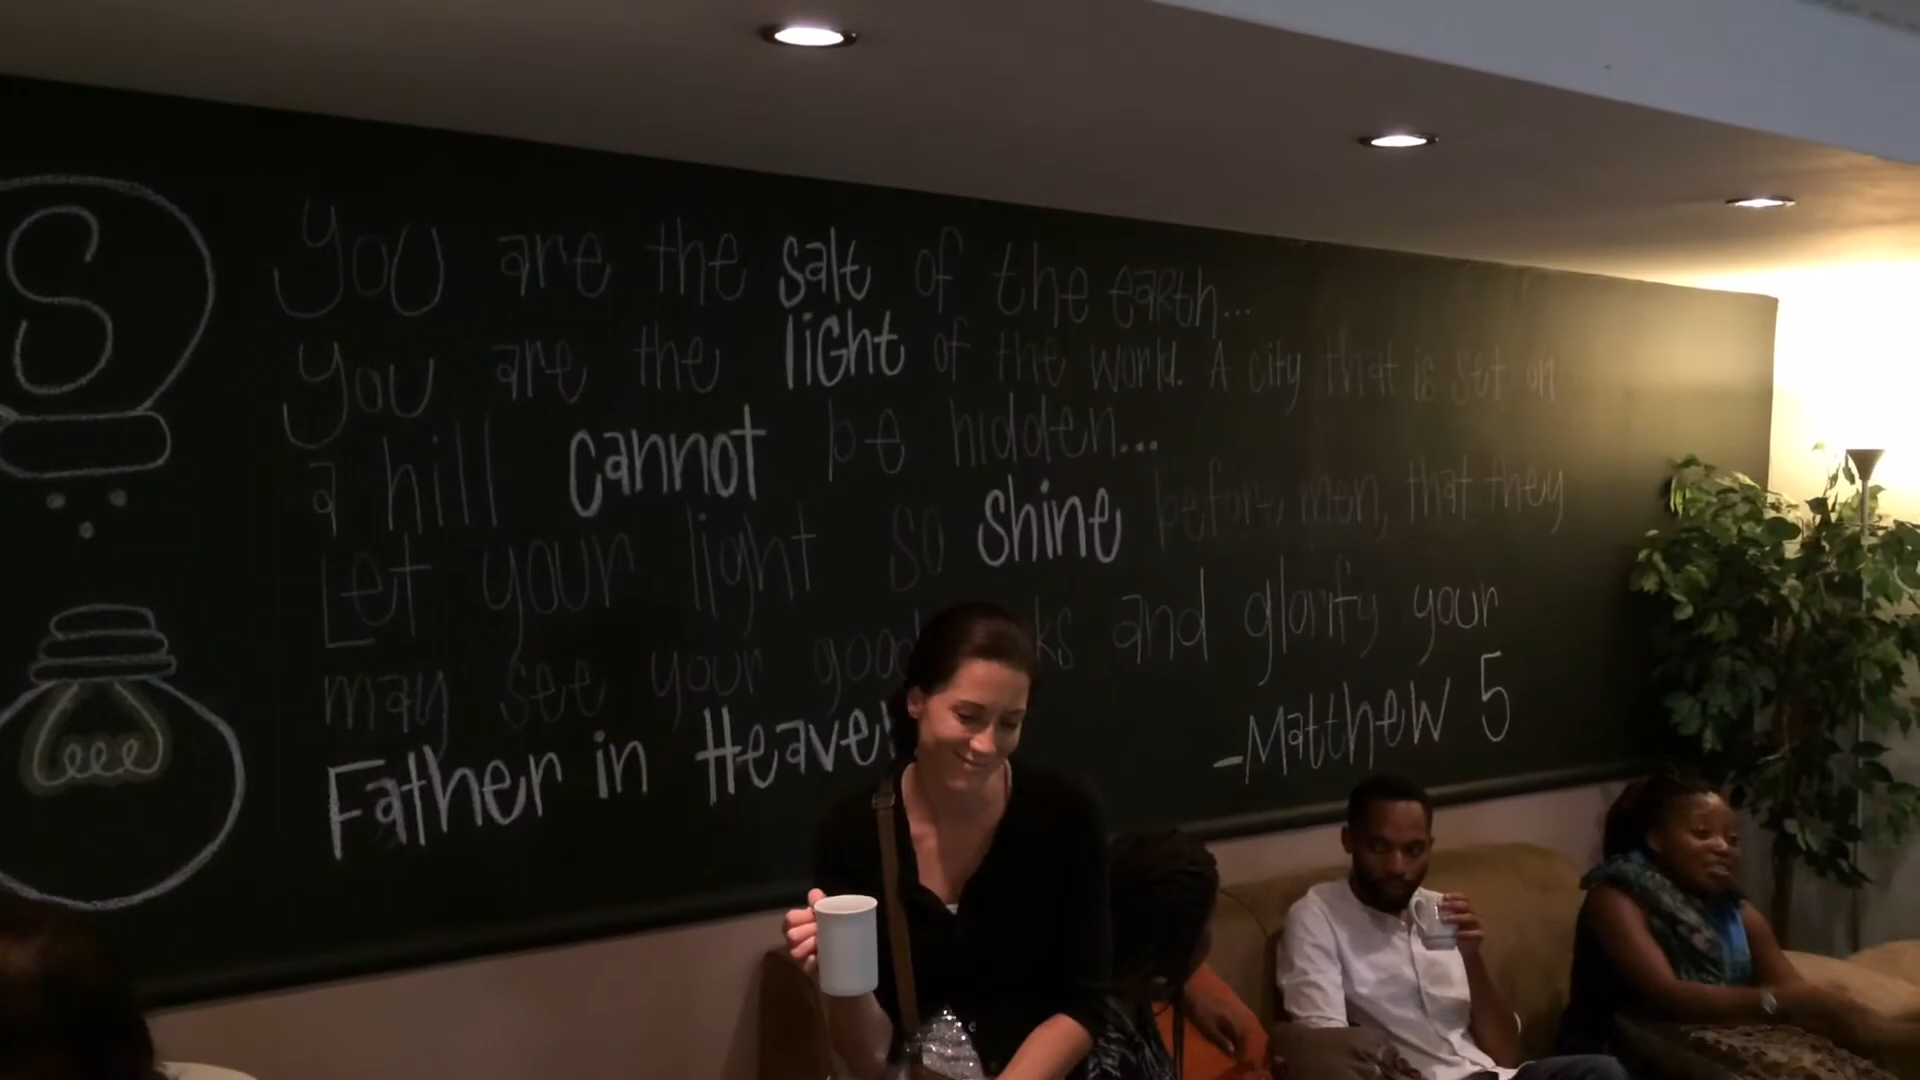 S
You are the salt of the earth...
You are the light of the world. A city that is set on
a hill cannot be hidden...
Let your light so shine before men, that they
may see your good ks and glorify your
Father in Heave
-Matthew 5